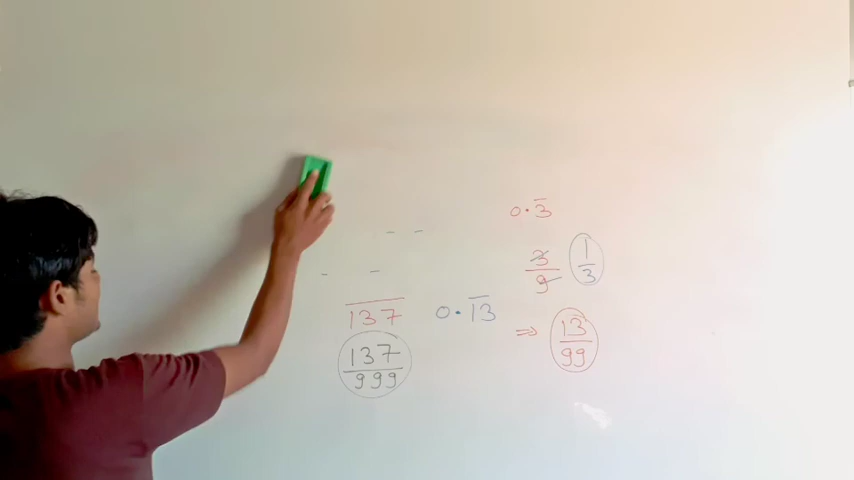 0.3̅
3/9 1/3
1̅3̅7̅ 0.1̅3̅ ⇒ 13/99
137/999